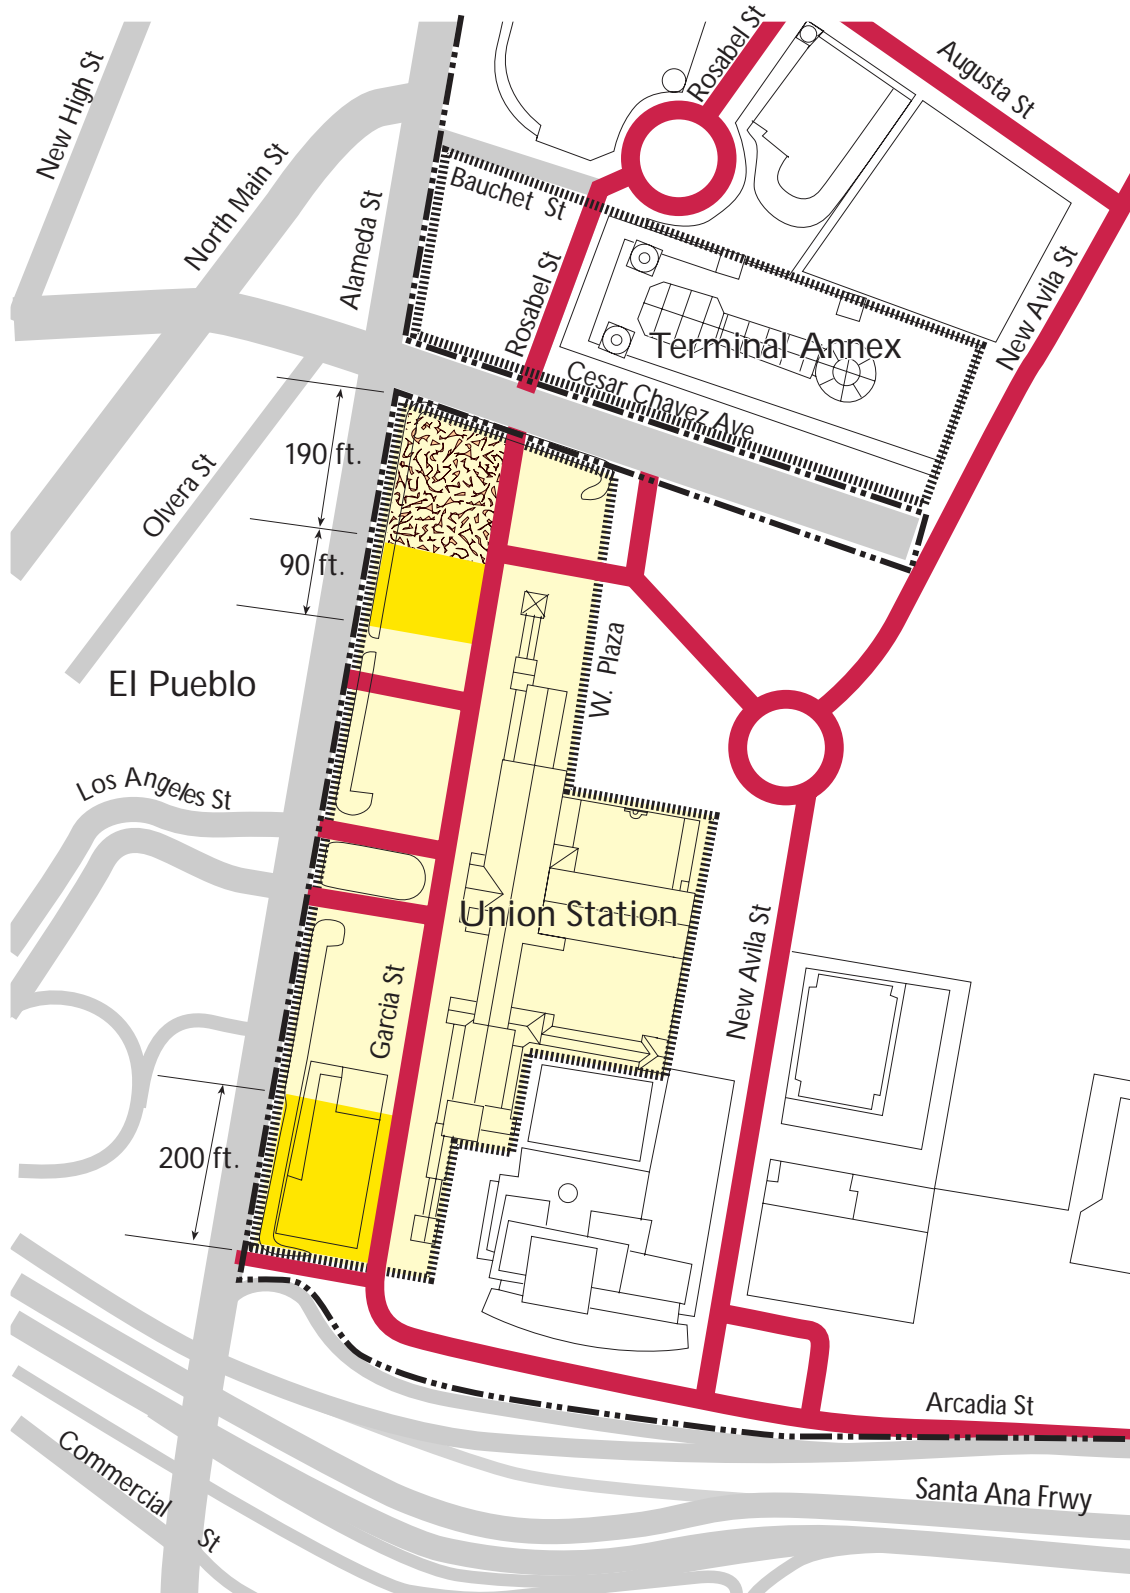 Rosabel St
Augusta St
New High St
North Main St
Bauchet St
Alameda St
Rosabel St
New Avila St
Terminal Annex
Cesar Chavez Ave
190 ft.
Olvera St
90 ft.
W. Plaza
El Pueblo
Los Angeles St
Union Station
New Avila St
Garcia St
200 ft.
Arcadia St
Commercial St
Santa Ana Frwy